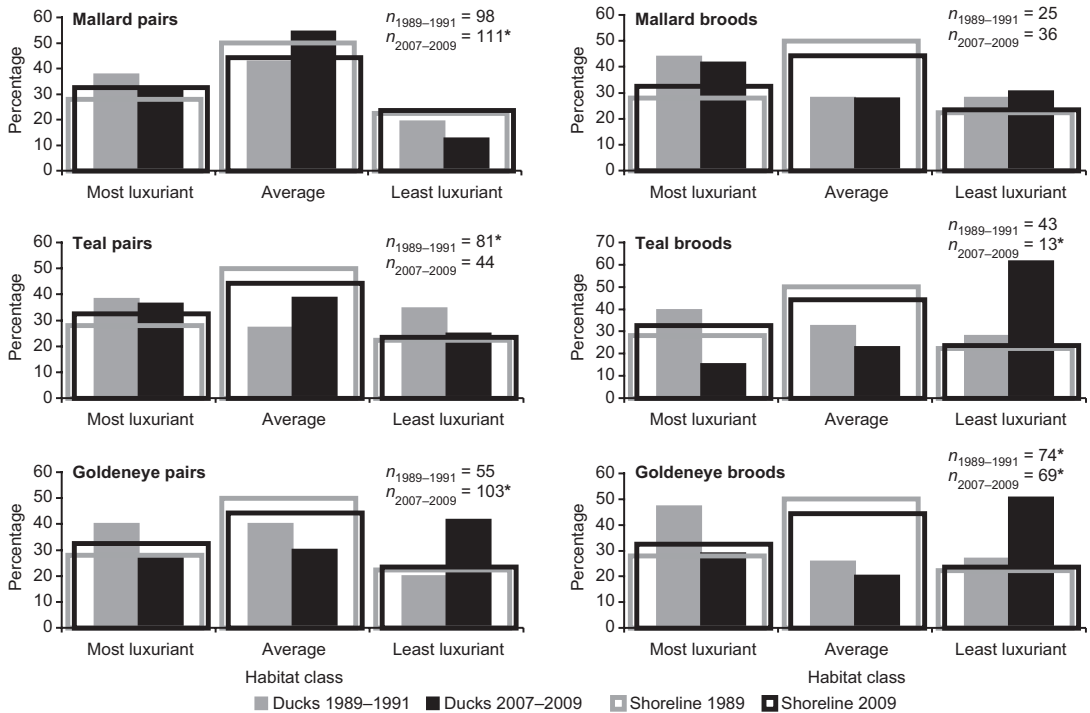 Mallard pairs
n1989–1991 = 98
n2007–2009 = 111*
Percentage
60
50
40
30
20
10
0
Most luxuriant Average Least luxuriant
Mallard broods
n1989–1991 = 25
n2007–2009 = 36
Percentage
60
50
40
30
20
10
0
Most luxuriant Average Least luxuriant
Teal pairs
n1989–1991 = 81*
n2007–2009 = 44
Percentage
60
50
40
30
20
10
0
Most luxuriant Average Least luxuriant
Teal broods
n1989–1991 = 43
n2007–2009 = 13*
Percentage
70
60
50
40
30
20
10
0
Most luxuriant Average Least luxuriant
Goldeneye pairs
n1989–1991 = 55
n2007–2009 = 103*
Percentage
60
50
40
30
20
10
0
Most luxuriant Average Least luxuriant
Habitat class
Goldeneye broods
n1989–1991 = 74*
n2007–2009 = 69*
Percentage
60
50
40
30
20
10
0
Most luxuriant Average Least luxuriant
Habitat class
Ducks 1989–1991 Ducks 2007–2009 Shoreline 1989 Shoreline 2009